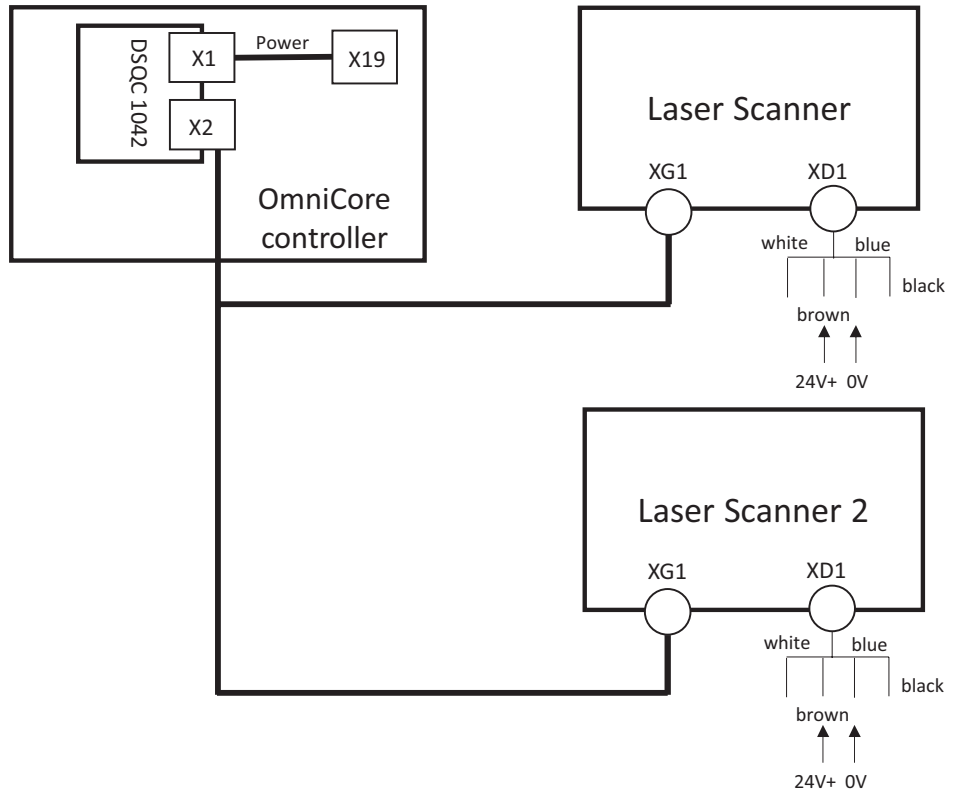 DSQC 1042
X1
Power
X19
X2
OmniCore
controller
Laser Scanner
XG1
XD1
white
blue
black
brown
24V+ 0V
Laser Scanner 2
XG1
XD1
white
blue
black
brown
24V+ 0V